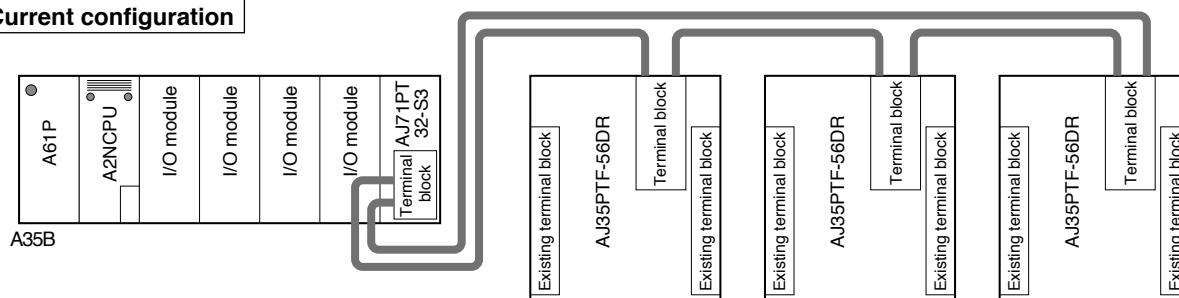 Current configuration
A61P
A2NCPU
I/O module
I/O module
I/O module
I/O module
AJ71PT
32-S3
Terminal
block
A35B
Existing terminal block
AJ35PTF-56DR
Terminal block
Existing terminal block
Existing terminal block
AJ35PTF-56DR
Terminal block
Existing terminal block
Existing terminal block
AJ35PTF-56DR
Terminal block
Existing terminal block